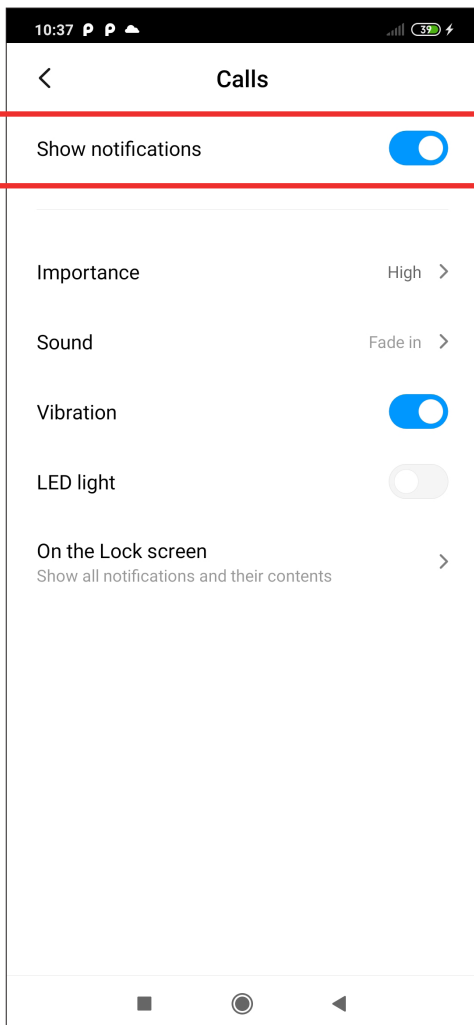 10:37 P P 39
Calls
Show notifications
Importance High
Sound Fade in
Vibration
LED light
On the Lock screen
Show all notifications and their contents